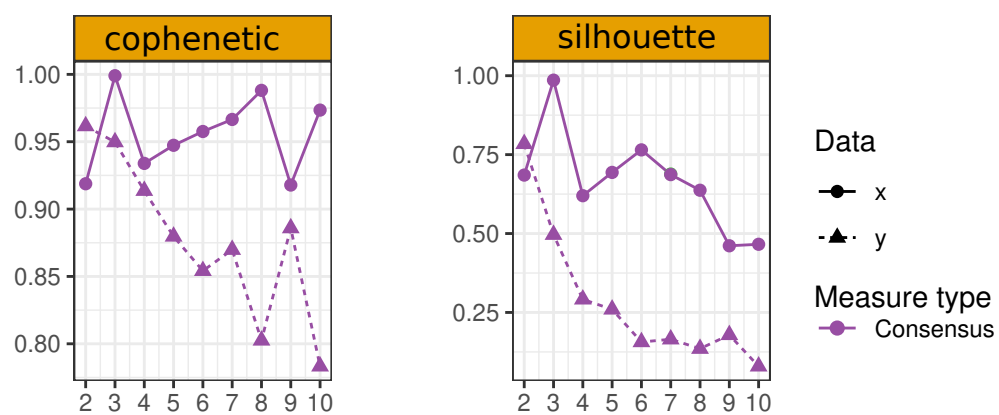 cophenetic
1.00
0.95
0.90
0.85
0.80
2 3 4 5 6 7 8 9 10
silhouette
1.00
0.75
0.50
0.25
2 3 4 5 6 7 8 9 10
Data
x
y
Measure type
Consensus